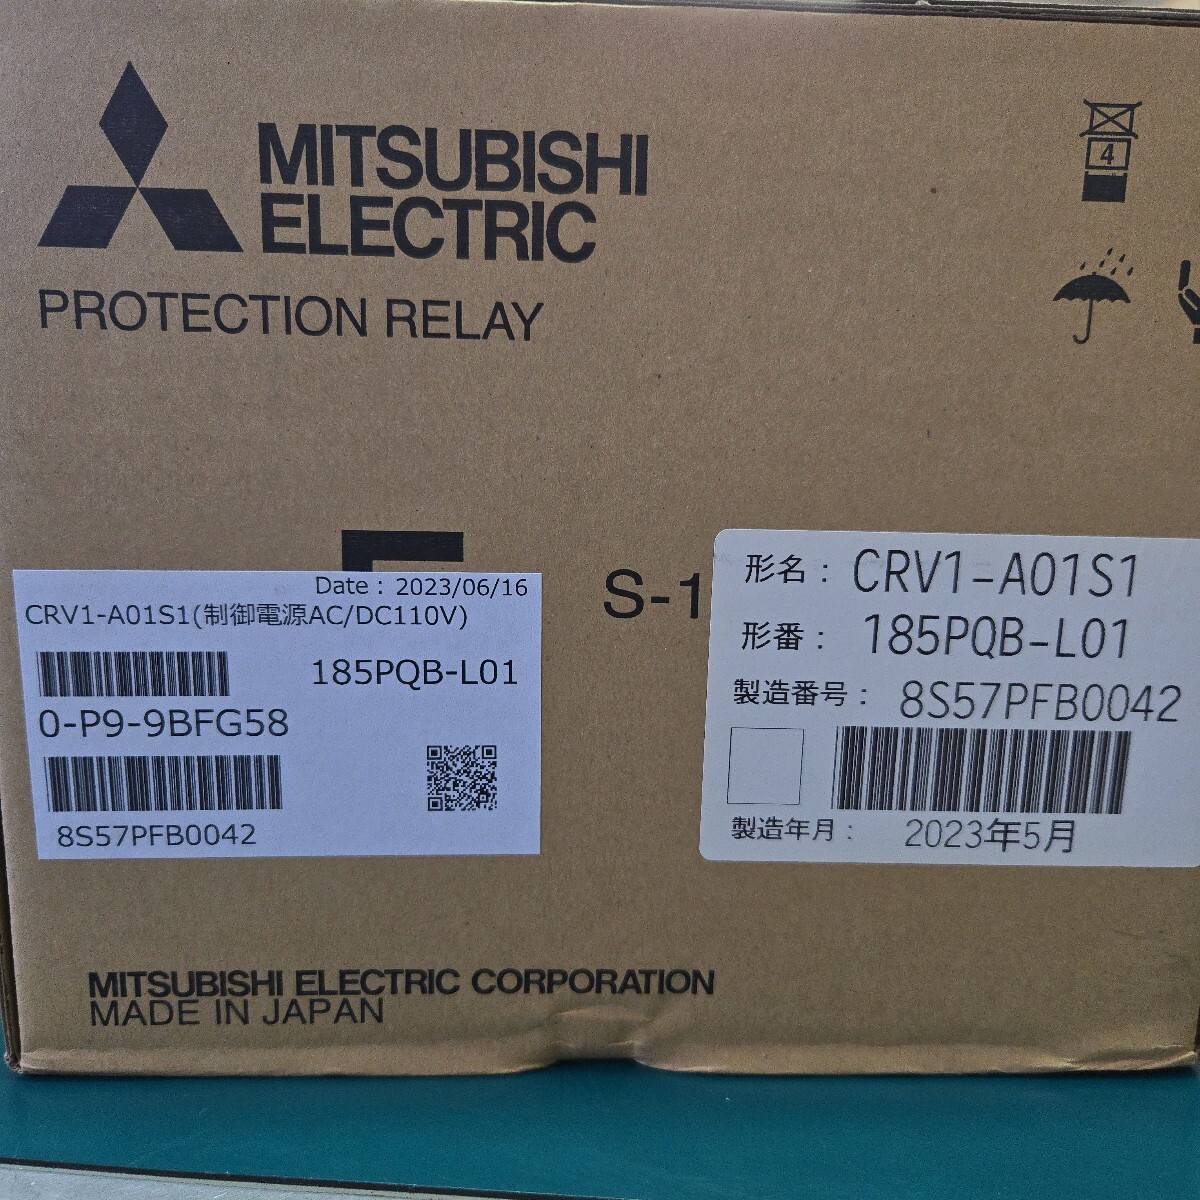 MITSUBISHI
ELECTRIC
PROTECTION RELAY
4
S-1
Date : 2023/06/16
CRV1-A01S1(制御電源AC/DC110V)
185PQB-L01
0-P9-9BFG58
8S57PFB0042
形名 : CRV1-A01S1
形番 : 185PQB-L01
製造番号 : 8S57PFB0042
製造年月 : 2023年5月
MITSUBISHI ELECTRIC CORPORATION
MADE IN JAPAN